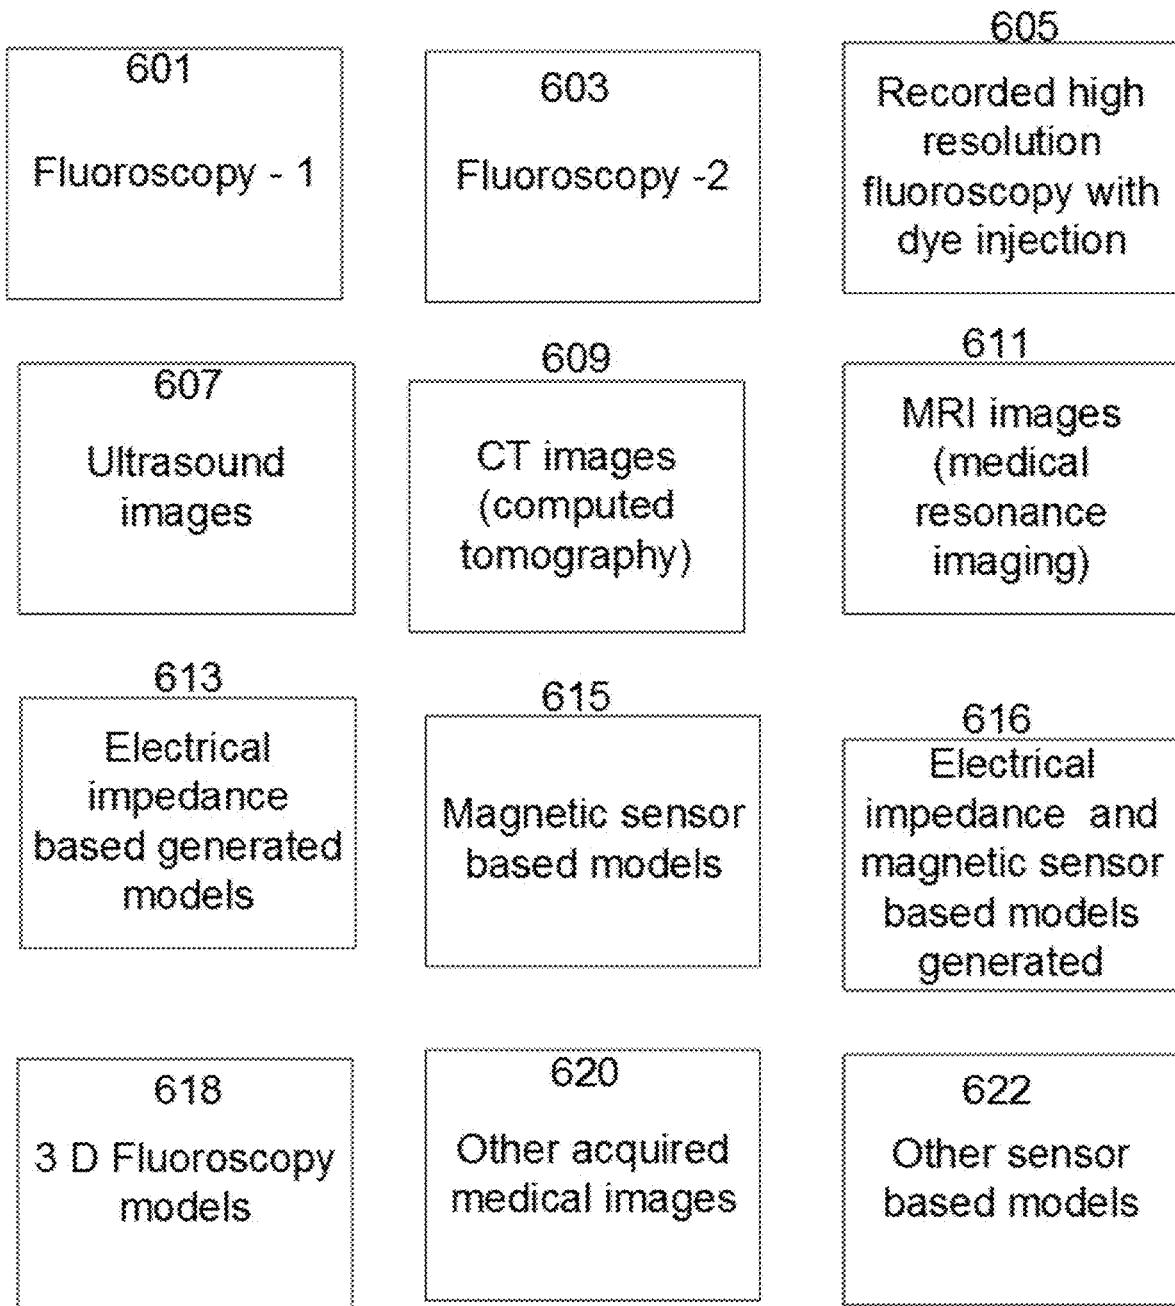 601
Fluoroscopy - 1
603
Fluoroscopy -2
605
Recorded high
resolution
fluoroscopy with
dye injection
607
Ultrasound
images
609
CT images
(computed
tomography)
611
MRI images
(medical
resonance
imaging)
613
Electrical
impedance
based generated
models
615
Magnetic sensor
based models
616
Electrical
impedance and
magnetic sensor
based models
generated
618
3 D Fluoroscopy
models
620
Other acquired
medical images
622
Other sensor
based models